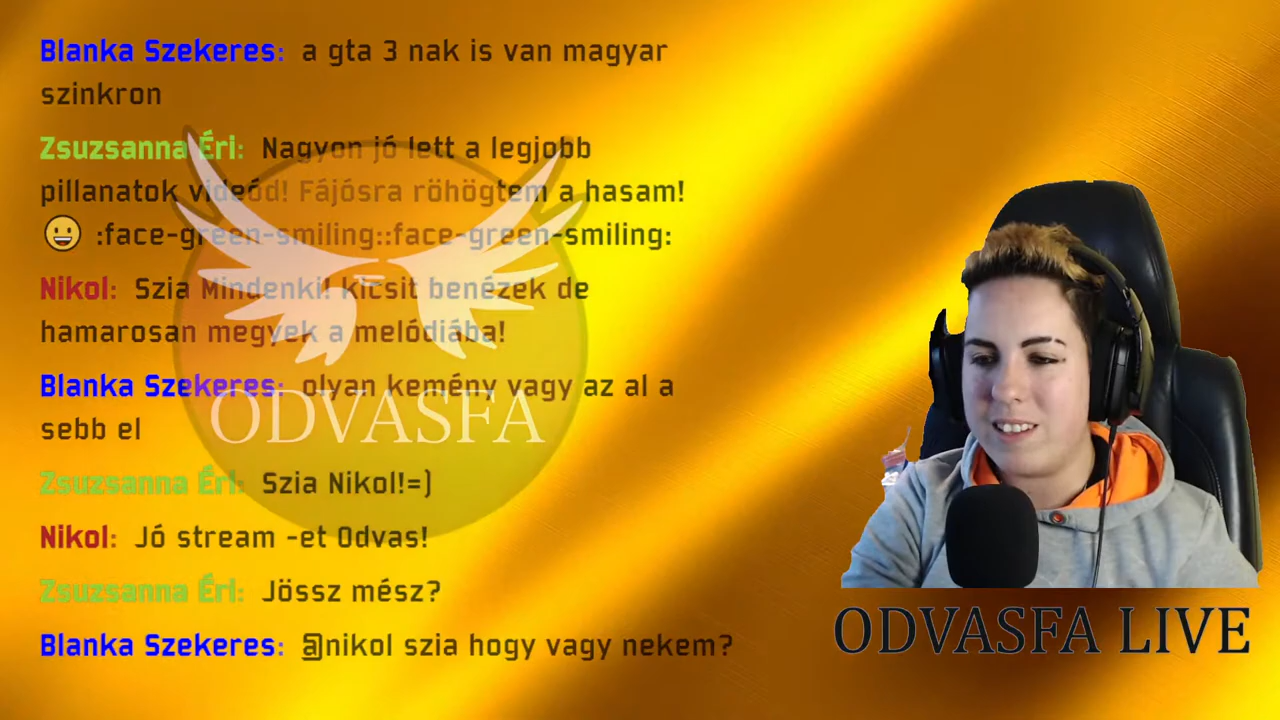 Blanka Szekeres: a gta 3 nak is van magyar
szinkron
Zsuzsanna Éri: Nagyon jó lett a legjobb
pillanatok videód! Fájósra röhögtem a hasam!
:face-green-smiling::face-green-smiling:
Nikol: Szia Mindenki! kicsit benézek de
hamarosan megyek a melódiába!
Blanka Szekeres: olyan kemény vagy az al a
sebb el
Zsuzsanna Éri: Szia Nikol!=)
Nikol: Jó stream -et Odvas!
Zsuzsanna Éri: Jössz mész?
Blanka Szekeres: @nikol szia hogy vagy nekem?
ODVASFA
ODVASFA LIVE